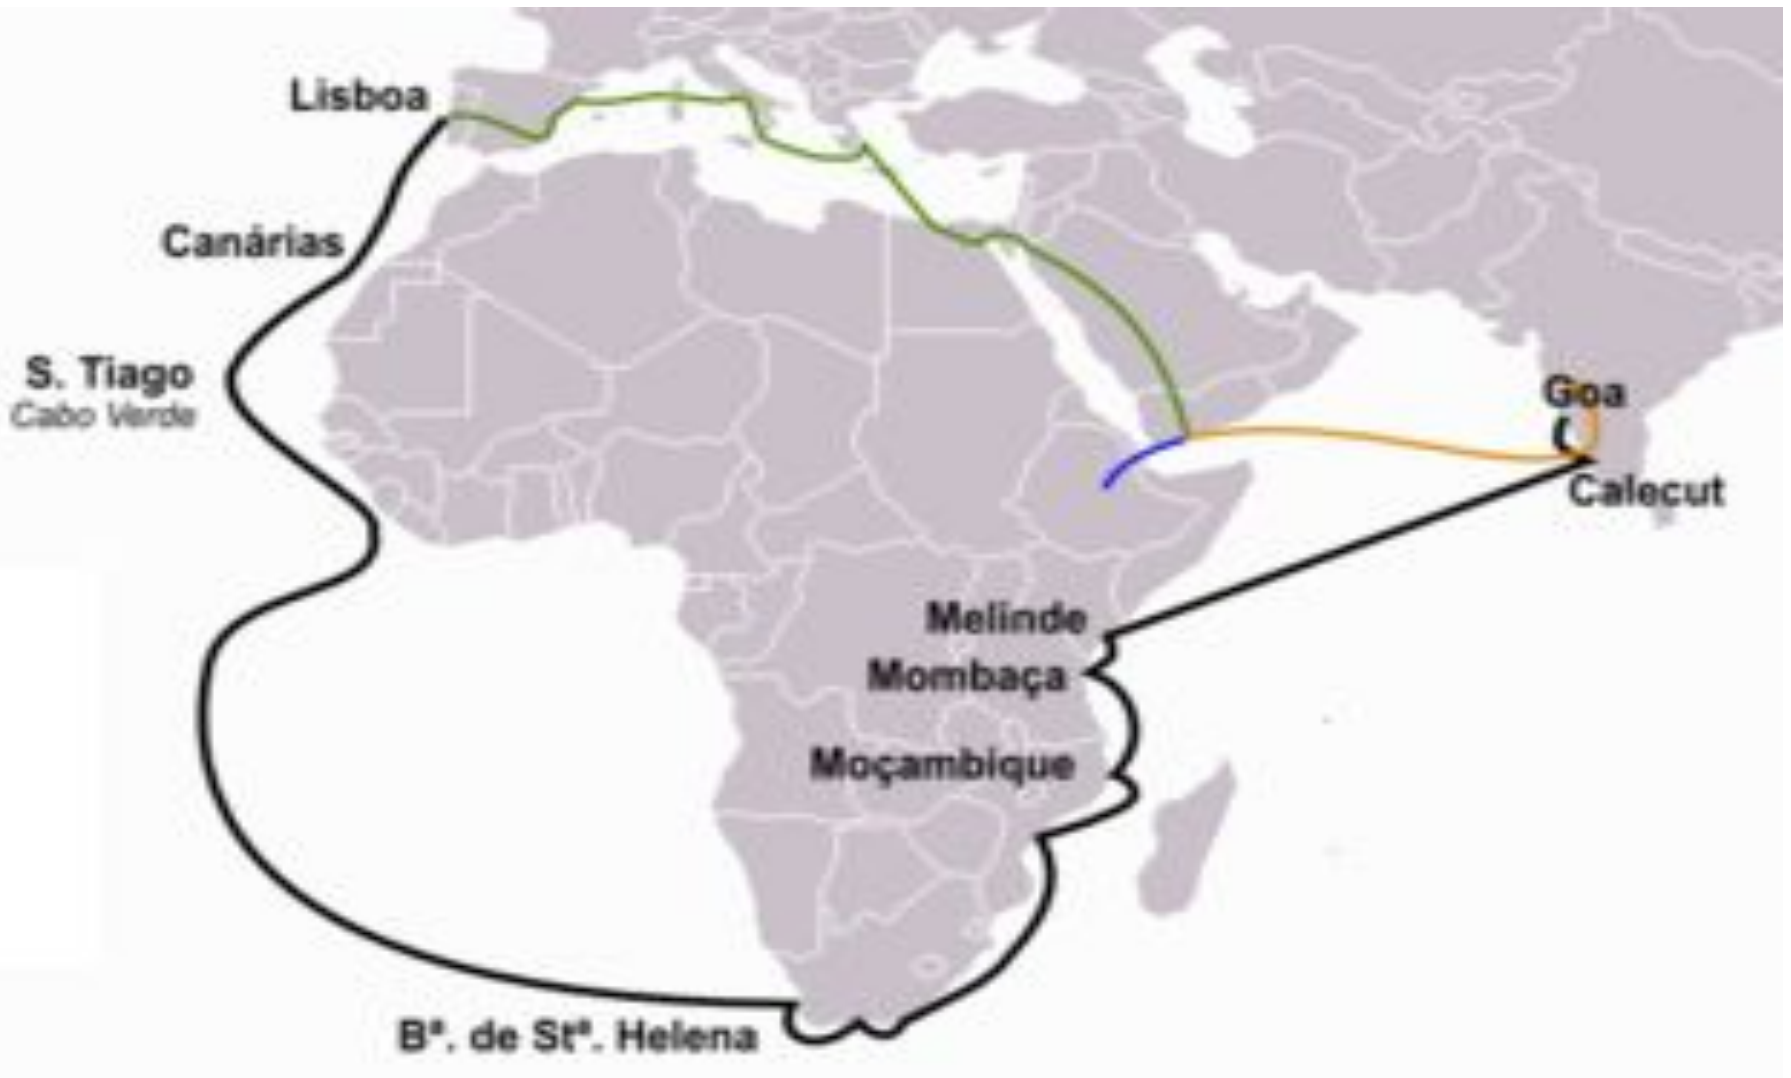 Lisboa
Canárias
S. Tiago
Cabo Verde
Goa
Calecut
Melinde
Mombaça
Moçambique
Bª. de Stª. Helena